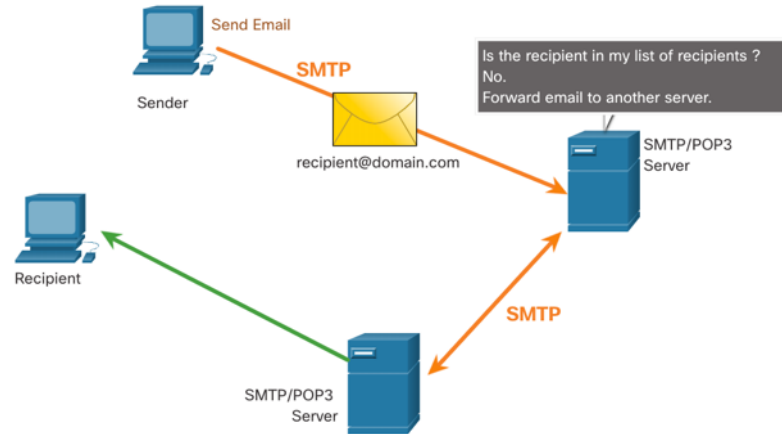 Send Email
SMTP
Sender
recipient@domain.com
Is the recipient in my list of recipients ?
No.
Forward email to another server.
SMTP/POP3
Server
Recipient
SMTP
SMTP/POP3
Server